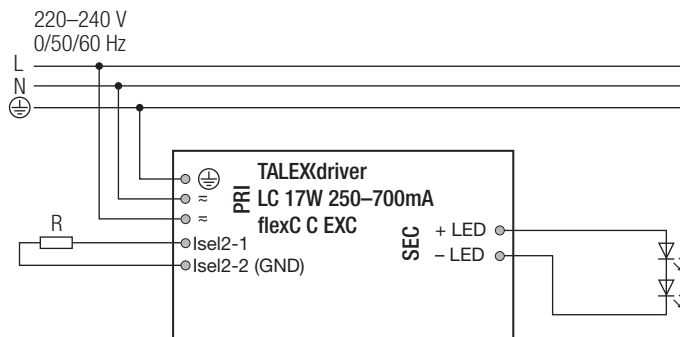 220–240 V
0/50/60 Hz
L
N
TALEXXdriver
LC 17W 250–700mA
flexC C EXC
PRI
≈
≈
R
Isel2-1
Isel2-2 (GND)
SEC
+ LED
– LED